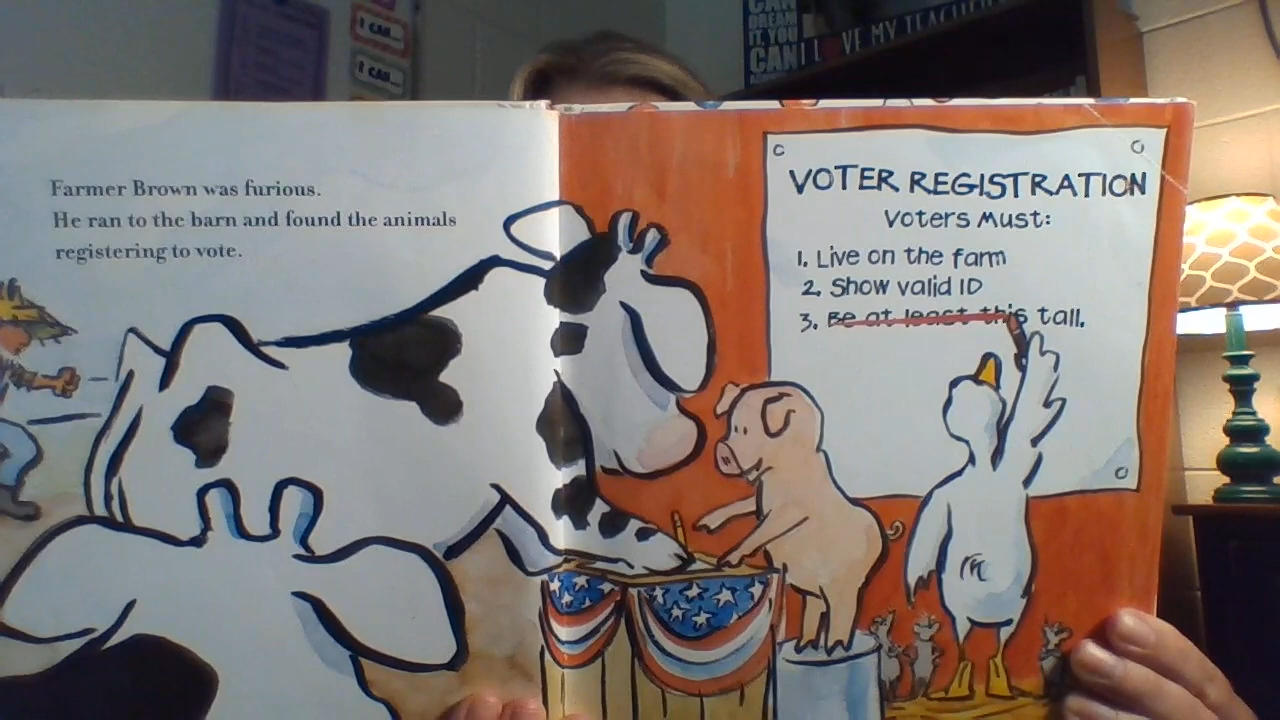 I CAN...
I CAN...
CAN
DREAM
IT, YOU
CAN
I LOVE MY TEACH
Farmer Brown was furious.
He ran to the barn and found the animals
registering to vote.
VOTER REGISTRATION
Voters Must:
1. Live on the farm
2. Show valid ID
3. Be at least this tall.